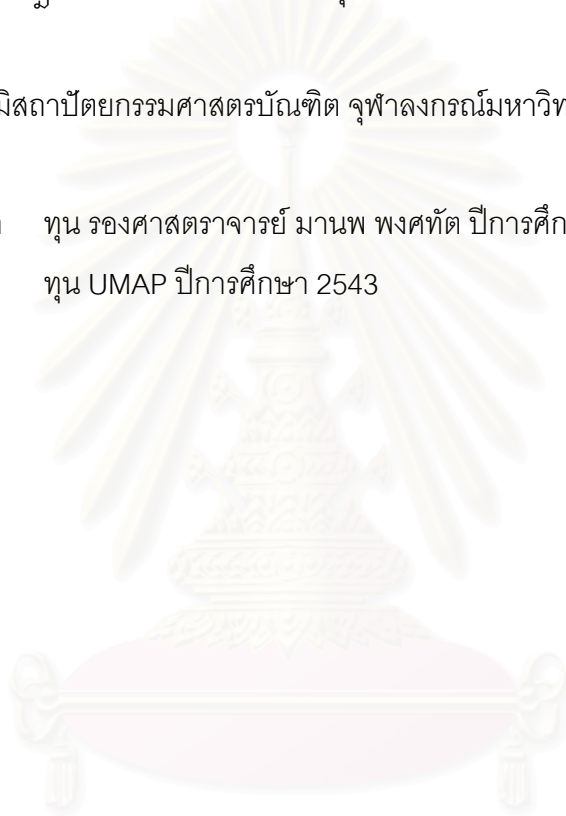 มิสถาปัตยกรรมศาสตรบัณฑิต จุฬาลงกรณ์มหาวิท
ทุน รองศาสตราจารย์ มานพ พงศทัต ปีการศึก
ทุน UMAP ปีการศึกษา 2543